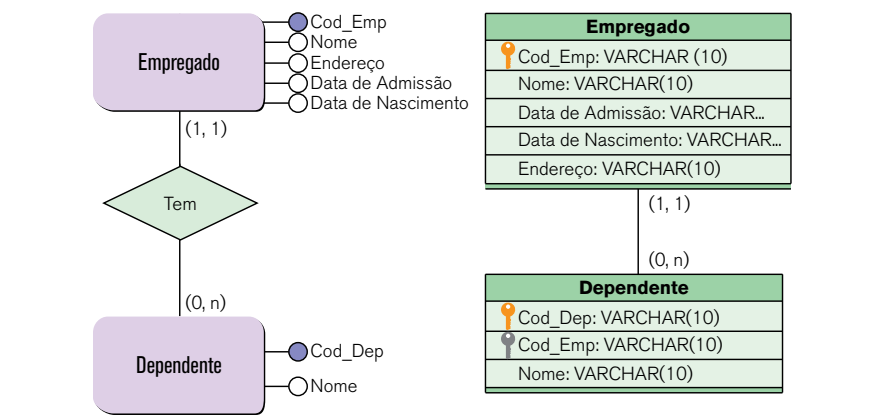 Empregado
Cod_Emp
Nome
Endereço
Data de Admissão
Data de Nascimento
(1, 1)
Tem
(0, n)
Dependente
Cod_Dep
Nome
Empregado
Cod_Emp: VARCHAR (10)
Nome: VARCHAR(10)
Data de Admissão: VARCHAR...
Data de Nascimento: VARCHAR...
Endereço: VARCHAR(10)
(1, 1)
(0, n)
Dependente
Cod_Dep: VARCHAR(10)
Cod_Emp: VARCHAR(10)
Nome: VARCHAR(10)